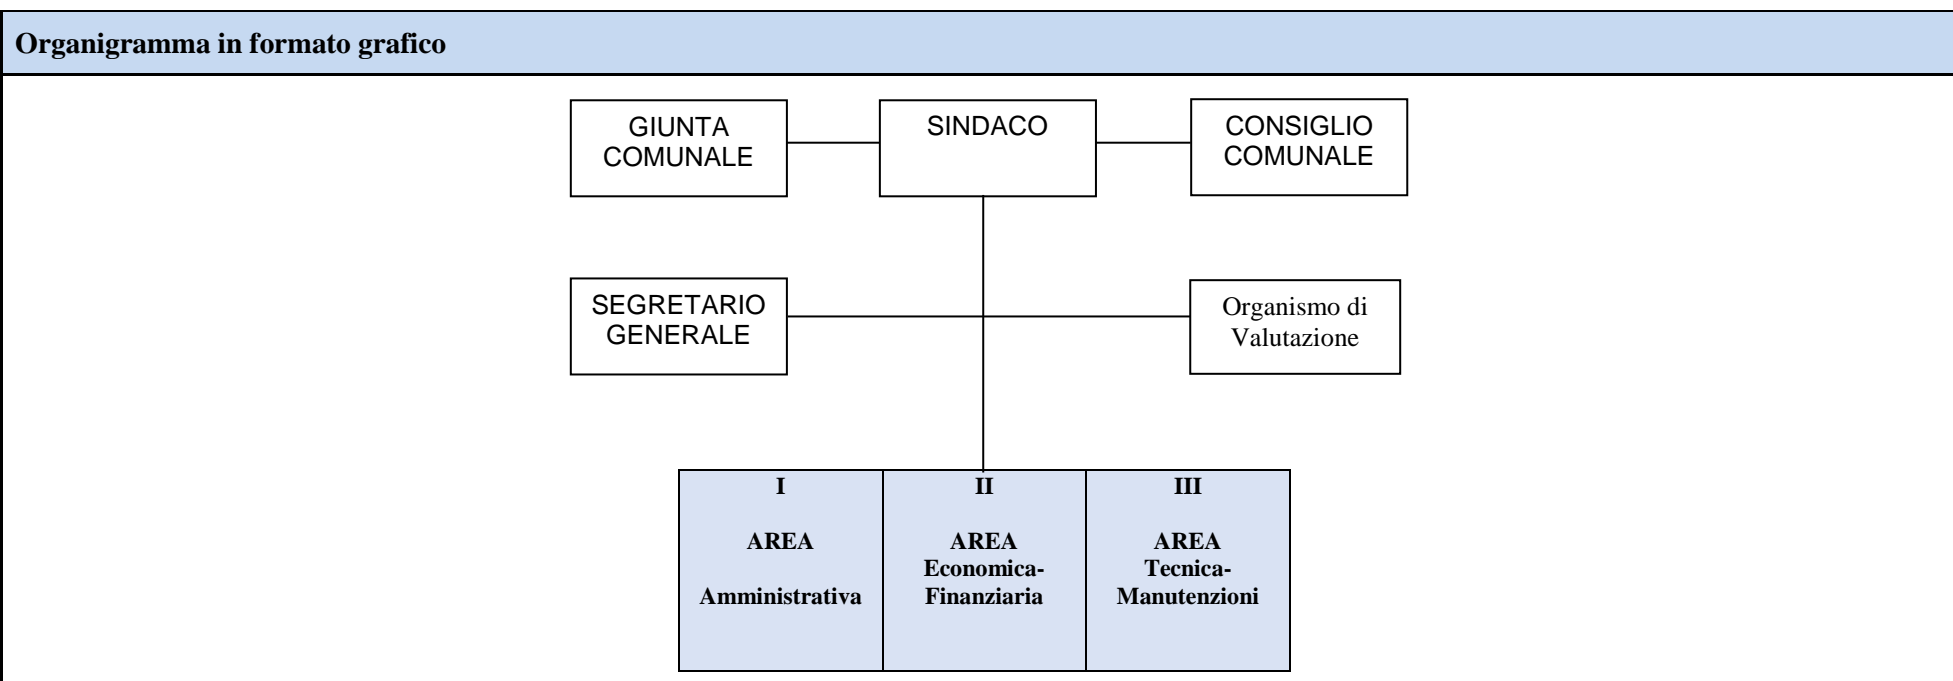 Organigramma in formato grafico
GIUNTA
COMUNALE
SINDACO
CONSIGLIO
COMUNALE
SEGRETARIO
GENERALE
Organismo di
Valutazione
I
AREA
Amministrativa
II
AREA
Economica-
Finanziaria
III
AREA
Tecnica-
Manutenzioni